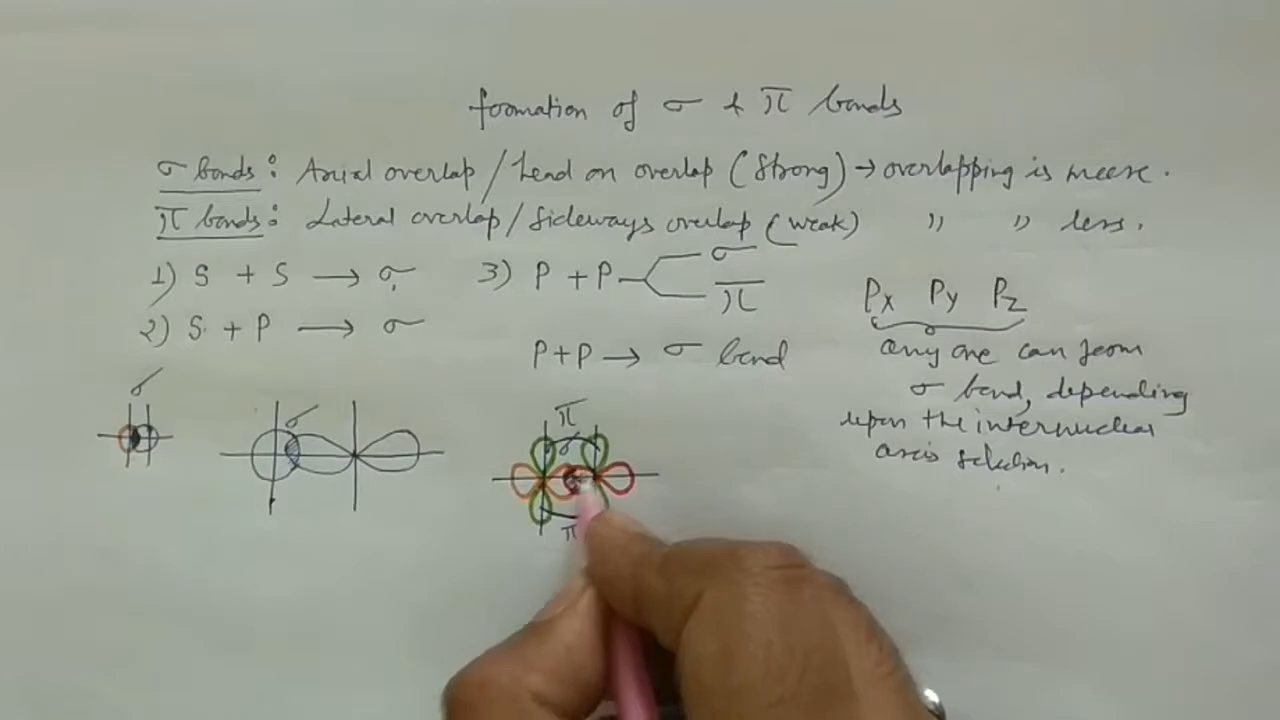 formation of σ & π bonds
σ bonds: Axial overlap / head on overlap (Strong) → overlapping is more.
π bonds: Lateral overlap / Sideways overlap (weak) " " less.
1) S + S → σ
3) P + P σ π
2) S + P → σ
Px Py Pz
P+P → σ bond
any one can form
σ bond, depending
upon the internuclear
axis selection.
σ
σ
π
σ
π